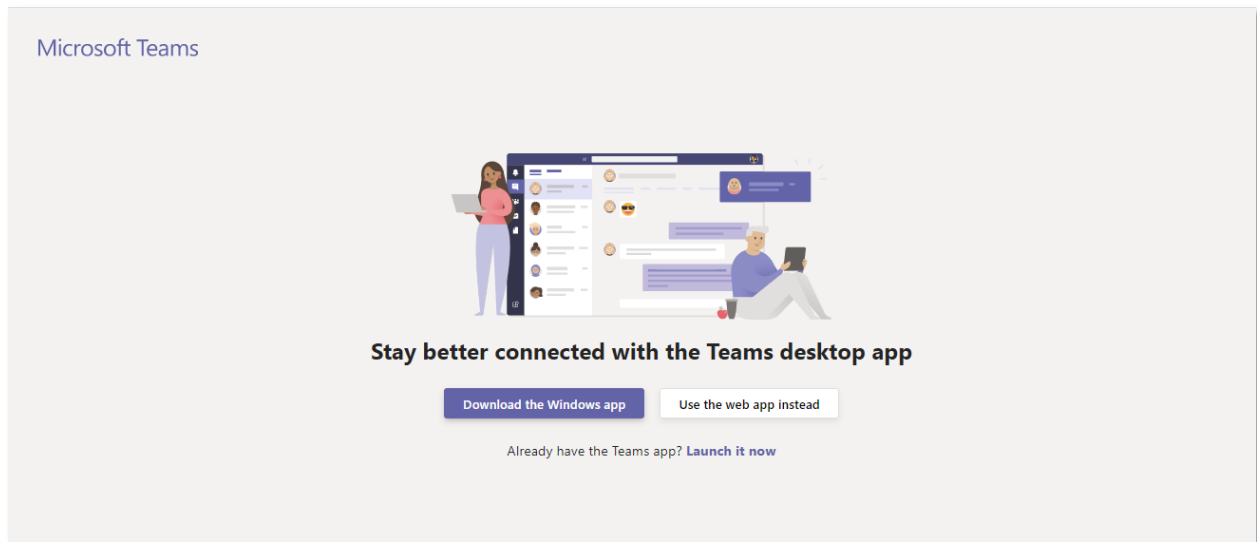 Microsoft Teams
Stay better connected with the Teams desktop app
Download the Windows app
Use the web app instead
Already have the Teams app? Launch it now